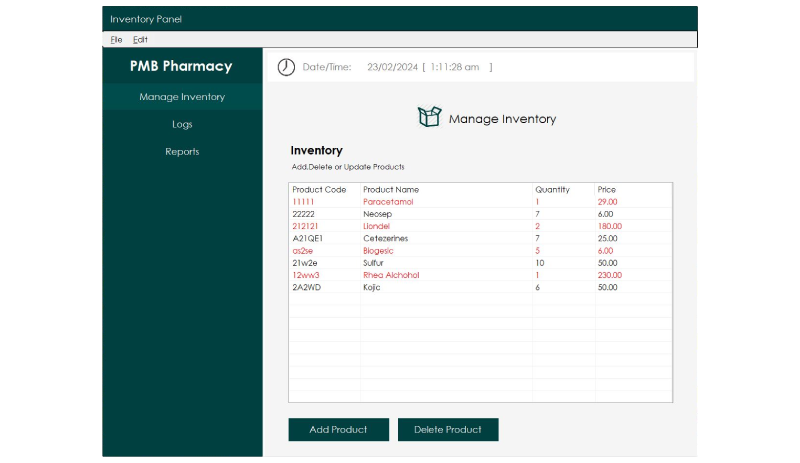 Inventory Panel
File Edit
PMB Pharmacy
Manage Inventory
Logs
Reports
Date/Time: 23/02/2024 [ 1:11:28 am ]
Manage Inventory
Inventory
Add,Delete or Update Products
Product Code Product Name Quantity Price
11111 Paracetamol 1 29.00
22222 Neosep 7 6.00
212121 Liondel 2 180.00
A21QE1 Cetezerines 7 25.00
as2se Biogesic 5 6.00
21w2e Sulfur 10 50.00
12ww3 Rhea Alchohol 1 230.00
2A2WD Kojic 6 50.00
Add Product Delete Product